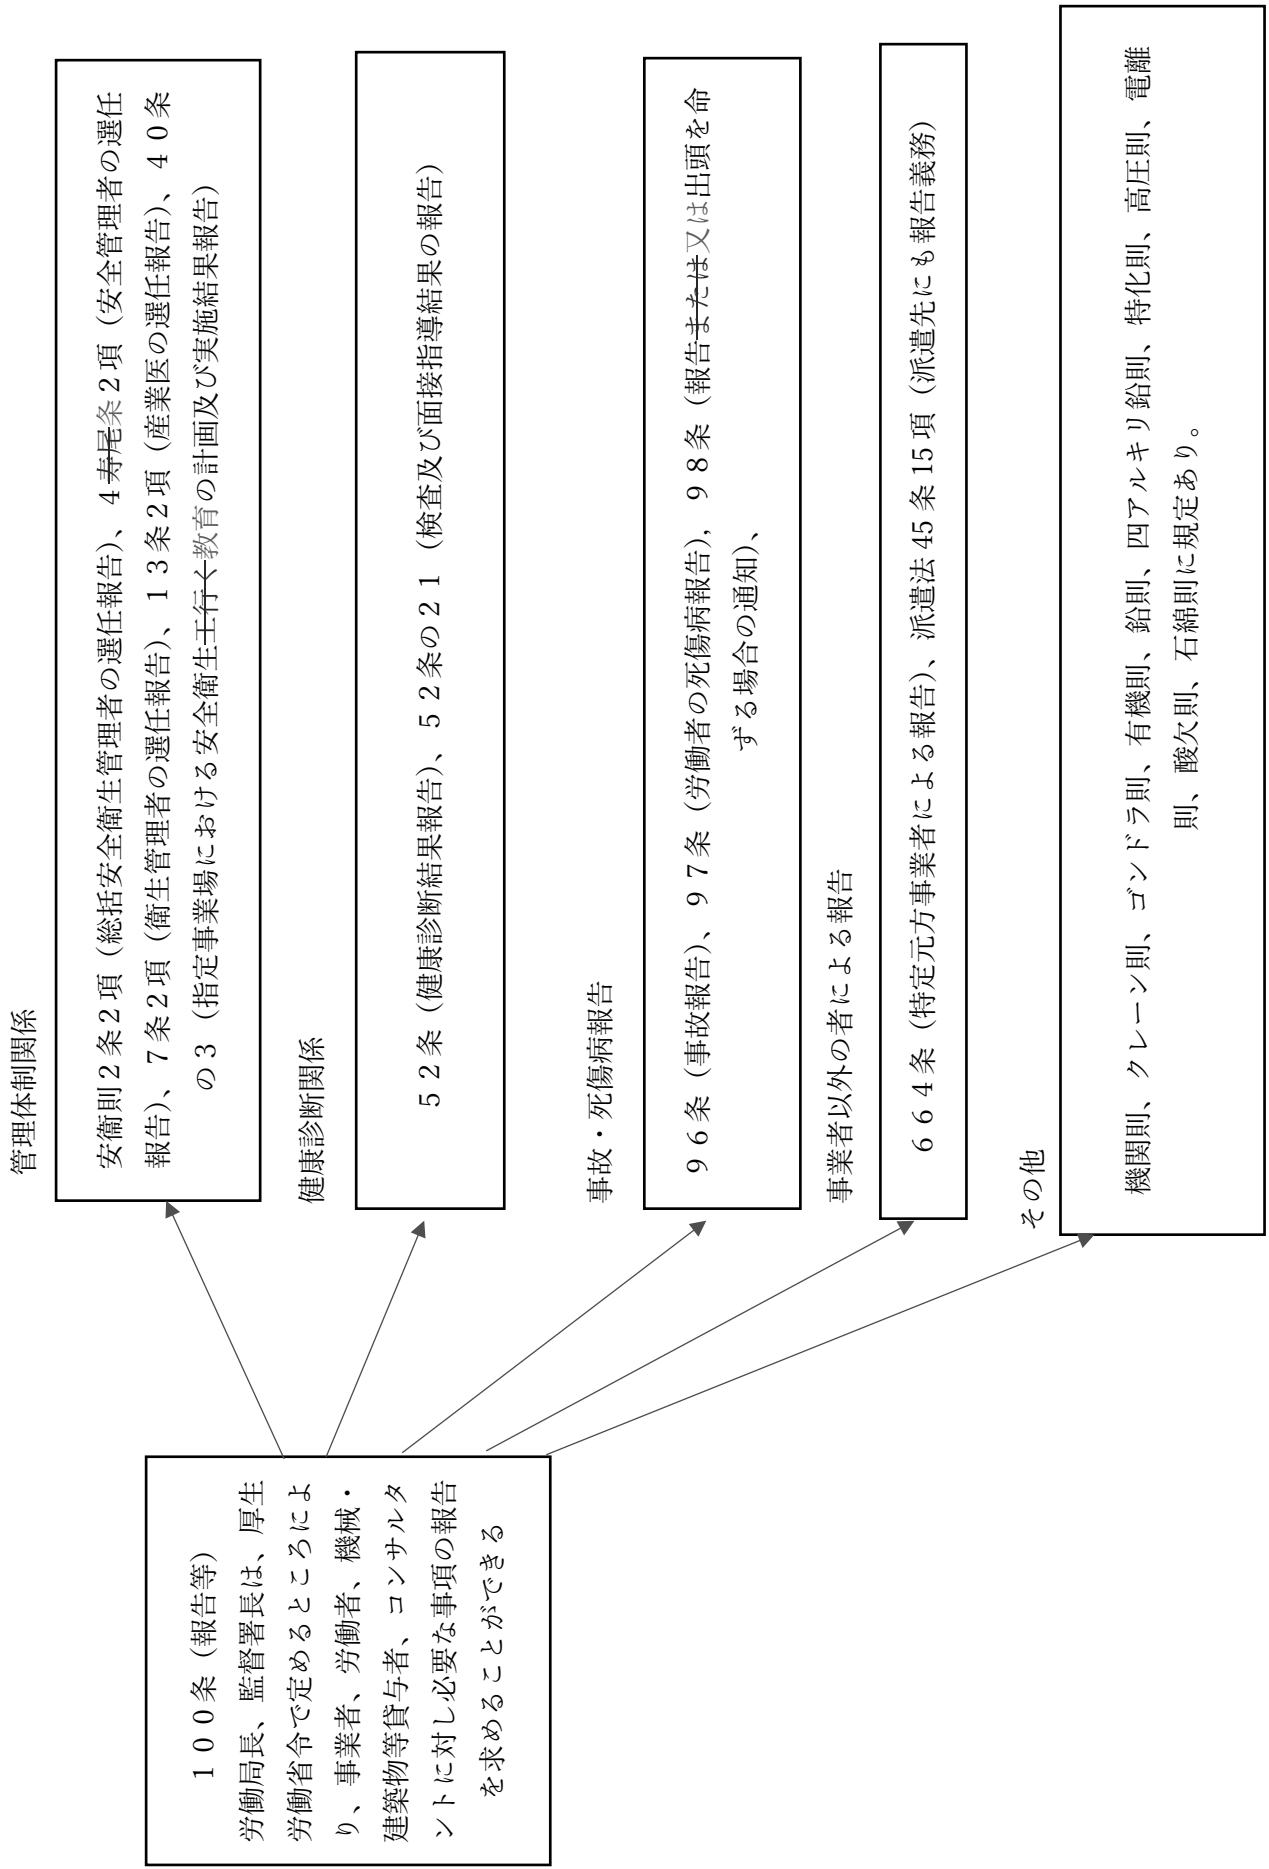 １００条（報告等）
労働局長、監督署長は、厚生
労働省令で定めるところによ
り、事業者、労働者、機械・
建築物等貸与者、コンサルタ
ントに対し必要な事項の報告
を求めることができる
管理体制関係
安衞則２条２項（総括安全衛生管理者の選任報告）、４寿尾条２項（安全管理者の選任
報告）、７条２項（衛生管理者の選任報告）、１３条２項（産業医の選任報告）、４０条
の３（指定事業場における安全衛生王行く教育の計画及び実施結果報告）
健康診断関係
５２条（健康診断結果報告）、５２条の２１（検査及び面接指導結果の報告）
事故・死傷病報告
９６条（事故報告）、９７条（労働者の死傷病報告），９８条（報告または又は出頭を命
ずる場合の通知）、
事業者以外の者による報告
６６４条（特定元方事業者による報告）、派遣法45条15項（派遣先にも報告義務）
その他
機関則、クレーン則、ゴンドラ則、有機則、鉛則、四アルキリ鉛則、特化則、高圧則、電離
則、酸欠則、石綿則に規定あり。